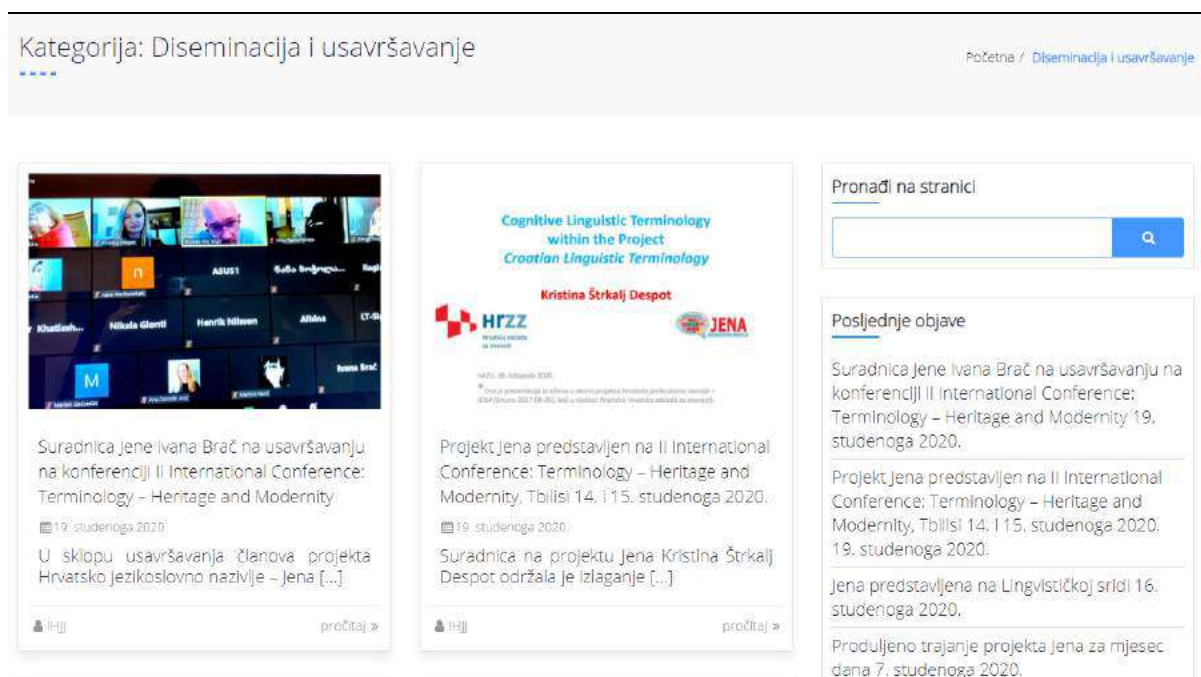 Kategorija: Diseminacija i usavršavanje
Početna / Diseminacija i usavršavanje
ASUS1
Nikala Glonti
Henrik Nilssen
Albina
Ivana Brač
n
M
Suradnica Jene Ivana Brač na usavršavanju
na konferenciji II International Conference:
Terminology – Heritage and Modernity
19. studenoga 2020
U sklopu usavršavanja članova projekta
Hrvatsko jezikoslovno nazivlje – Jena [...]
IHJJ
pročitaj »
Cognitive Linguistic Terminology
within the Project
Croatian Linguistic Terminology
Kristina Štrkalj Despot
HrZZ
Hrvatska zaklada
za znanost
JENA
Projekt Jena predstavljen na II International
Conference: Terminology – Heritage and
Modernity, Tbilisi 14. i 15. studenoga 2020.
19. studenoga 2020.
Suradnica na projektu Jena Kristina Štrkalj
Despot održala je izlaganje [...]
IHJJ
pročitaj »
Pronađi na stranici
Posljednje objave
Suradnica Jene Ivana Brač na usavršavanju na
konferenciji II International Conference:
Terminology – Heritage and Modernity 19.
studenoga 2020.
Projekt Jena predstavljen na II International
Conference: Terminology – Heritage and
Modernity, Tbilisi 14. i 15. studenoga 2020.
19. studenoga 2020.
Jena predstavljena na Lingvističkoj sridi 16.
studenoga 2020.
Produljeno trajanje projekta Jena za mjesec
dana 7. studenoga 2020.